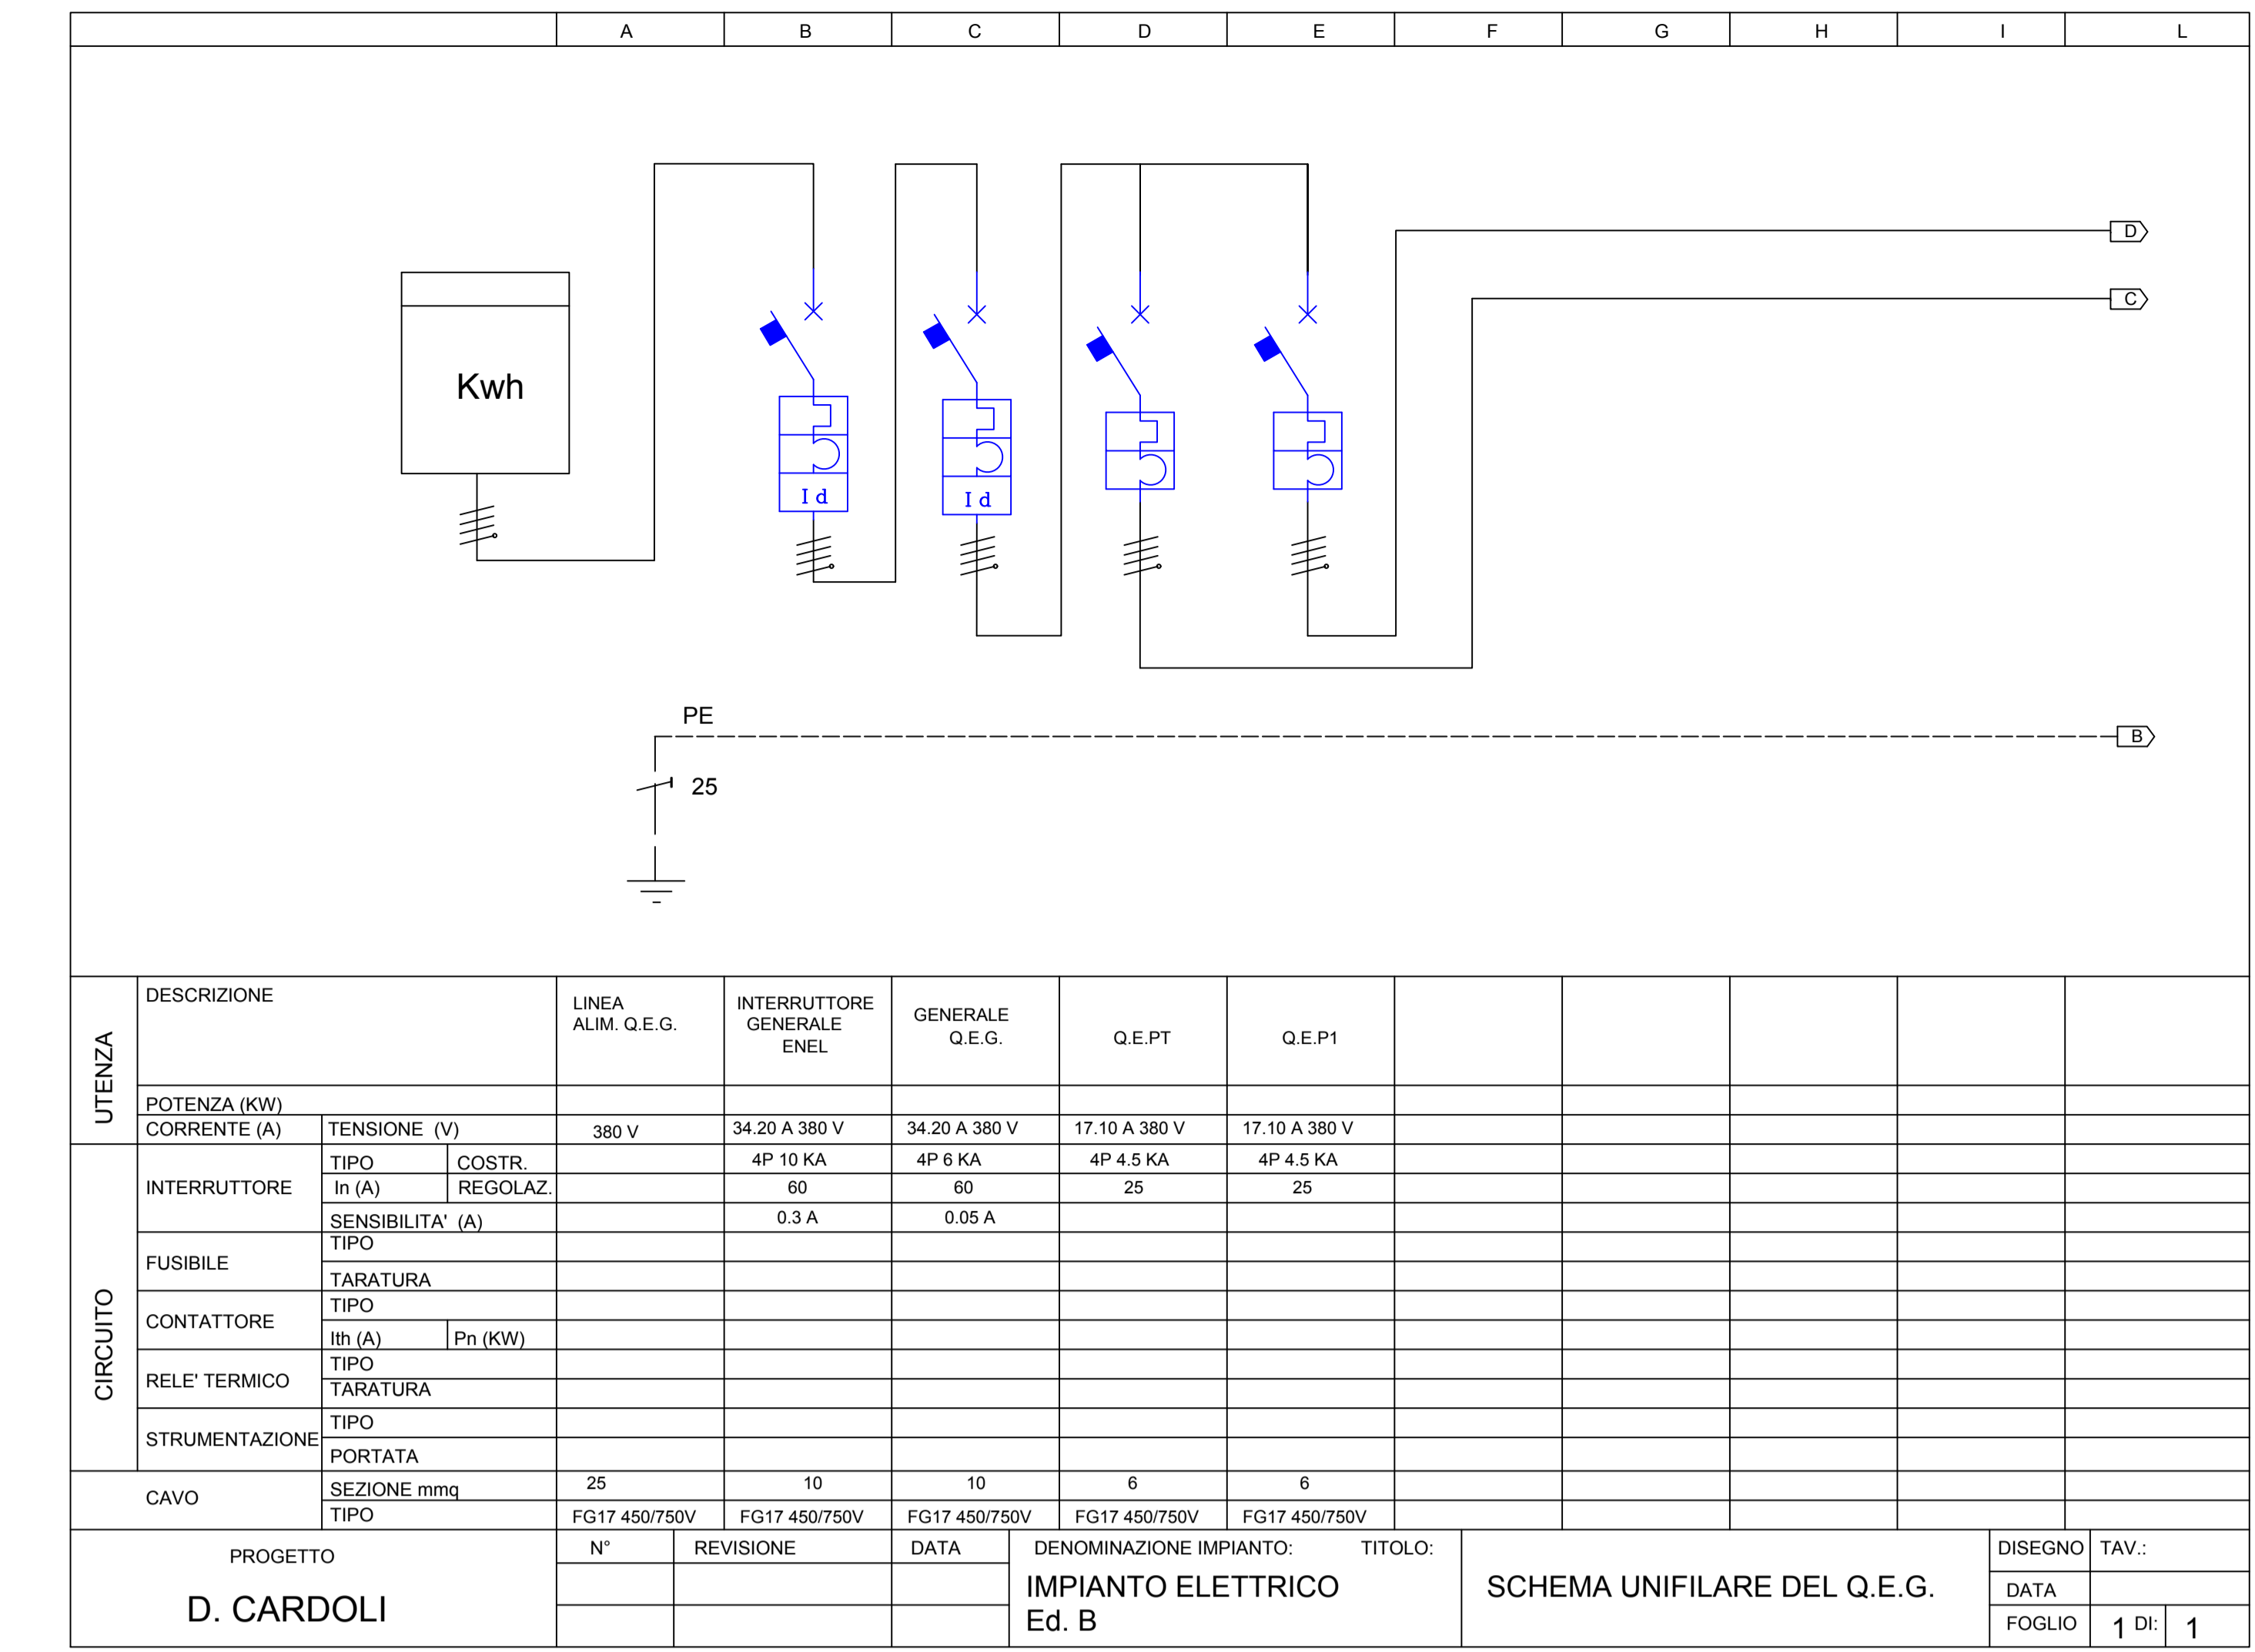 A B C D E F G H I L
D
C
Kwh
I d
I d
PE
B
25
UTENZA
DESCRIZIONE
LINEA
ALIM. Q.E.G.
INTERRUTTORE
GENERALE
ENEL
GENERALE
Q.E.G.
Q.E.PT
Q.E.P1
POTENZA (KW)
CORRENTE (A) TENSIONE (V) 380 V 34.20 A 380 V 34.20 A 380 V 17.10 A 380 V 17.10 A 380 V
CIRCUITO
INTERRUTTORE
TIPO COSTR. 4P 10 KA 4P 6 KA 4P 4.5 KA 4P 4.5 KA
In (A) REGOLAZ. 60 60 25 25
SENSIBILITA' (A) 0.3 A 0.05 A
FUSIBILE
TIPO
TARATURA
CONTATTORE
TIPO
Ith (A) Pn (KW)
RELE' TERMICO
TIPO
TARATURA
STRUMENTAZIONE
TIPO
PORTATA
CAVO
SEZIONE mmq 25 10 10 6 6
TIPO FG17 450/750V FG17 450/750V FG17 450/750V FG17 450/750V FG17 450/750V
PROGETTO
D. CARDOLI
N° REVISIONE DATA
DENOMINAZIONE IMPIANTO: TITOLO:
IMPIANTO ELETTRICO
Ed. B
SCHEMA UNIFILARE DEL Q.E.G.
DISEGNO TAV.:
DATA
FOGLIO 1 DI: 1